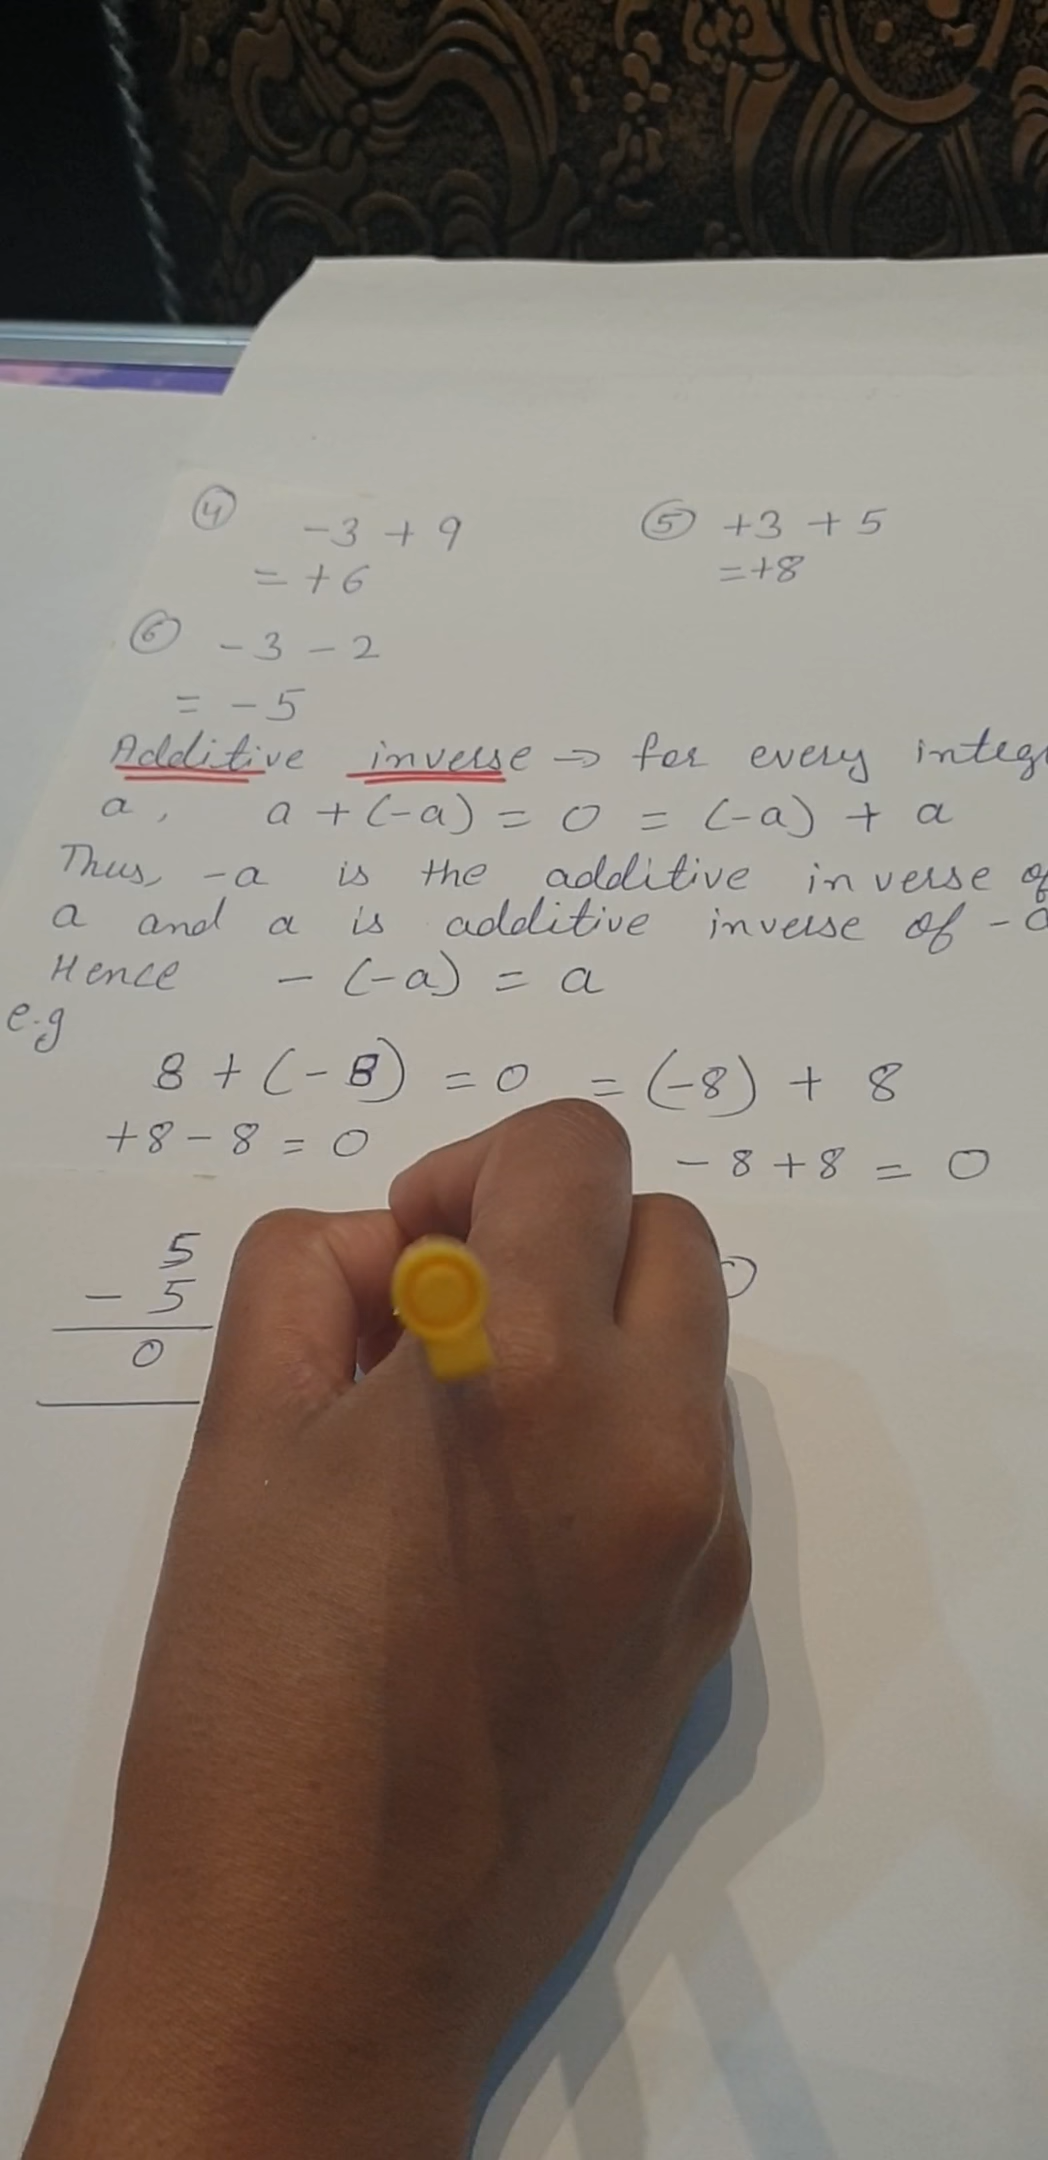 ④ -3 + 9 ⑤ +3 + 5
= +6 =+8
⑥ -3 - 2
= -5
Additive inverse → for every integ
a, a + (-a) = 0 = (-a) + a
Thus, -a is the additive inverse of
a and a is additive inverse of -a
Hence - (-a) = a
e.g
8 + (-8) = 0 = (-8) + 8
+8 - 8 = 0 - 8 + 8 = 0
5
- 5
0